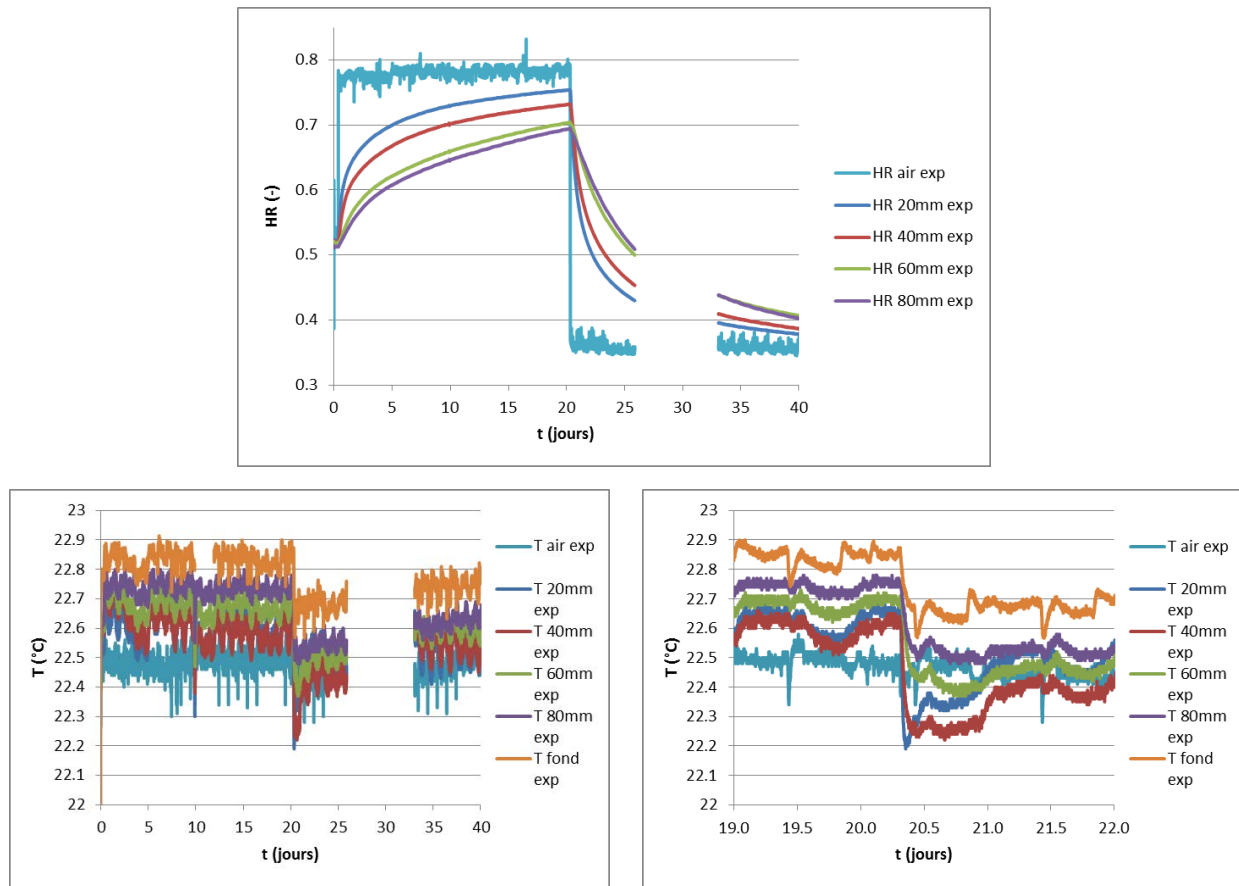 0.8
0.7
0.6
0.5
0.4
0.3
HR (-)
0 5 10 15 20 25 30 35 40
t (jours)
HR air exp
HR 20mm exp
HR 40mm exp
HR 60mm exp
HR 80mm exp
23
22.9
22.8
22.7
22.6
22.5
22.4
22.3
22.2
22.1
22
T (°C)
0 5 10 15 20 25 30 35 40
t (jours)
T air exp
T 20mm
exp
T 40mm
exp
T 60mm
exp
T 80mm
exp
T fond
exp
23
22.9
22.8
22.7
22.6
22.5
22.4
22.3
22.2
22.1
22
T (°C)
19.0 19.5 20.0 20.5 21.0 21.5 22.0
t (jours)
T air exp
T 20mm
exp
T 40mm
exp
T 60mm
exp
T 80mm
exp
T fond
exp